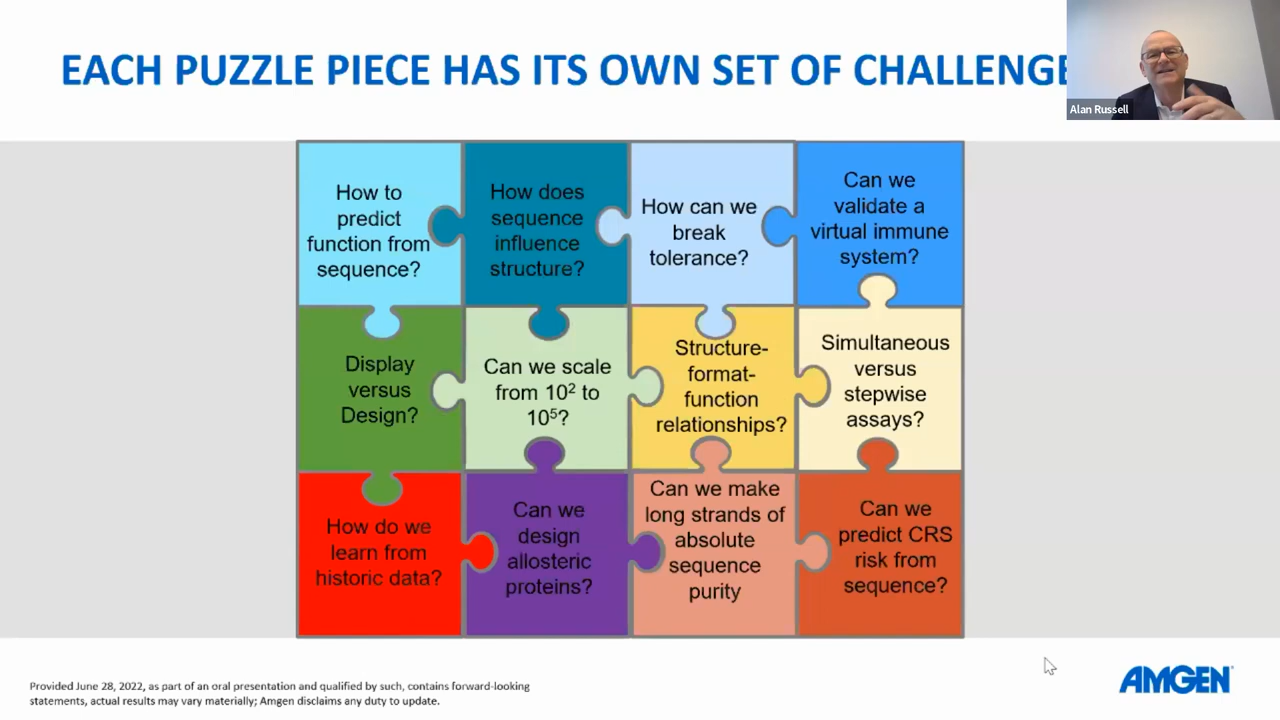 EACH PUZZLE PIECE HAS ITS OWN SET OF CHALLENGE
Alan Russell
How to
predict
function from
sequence?
How does
sequence
influence
structure?
How can we
break
tolerance?
Can we
validate a
virtual immune
system?
Display
versus
Design?
Can we scale
from 10² to
10⁵?
Structure-
format-
function
relationships?
Simultaneous
versus
stepwise
assays?
How do we
learn from
historic data?
Can we
design
allosteric
proteins?
Can we make
long strands of
absolute
sequence
purity
Can we
predict CRS
risk from
sequence?
Provided June 28, 2022, as part of an oral presentation and qualified by such, contains forward-looking
statements, actual results may vary materially; Amgen disclaims any duty to update.
AMGEN